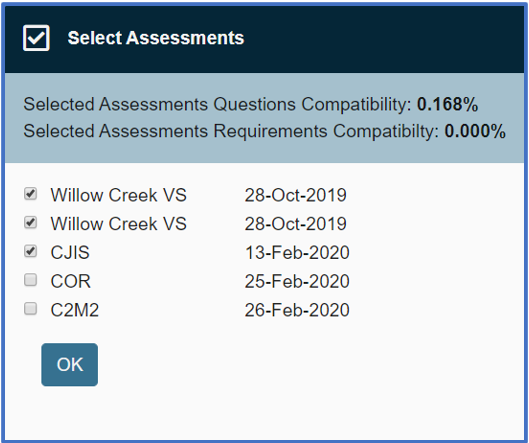 Select Assessments
Selected Assessments Questions Compatibility: 0.168%
Selected Assessments Requirements Compatibilty: 0.000%
Willow Creek VS 28-Oct-2019
Willow Creek VS 28-Oct-2019
CJIS 13-Feb-2020
COR 25-Feb-2020
C2M2 26-Feb-2020
OK